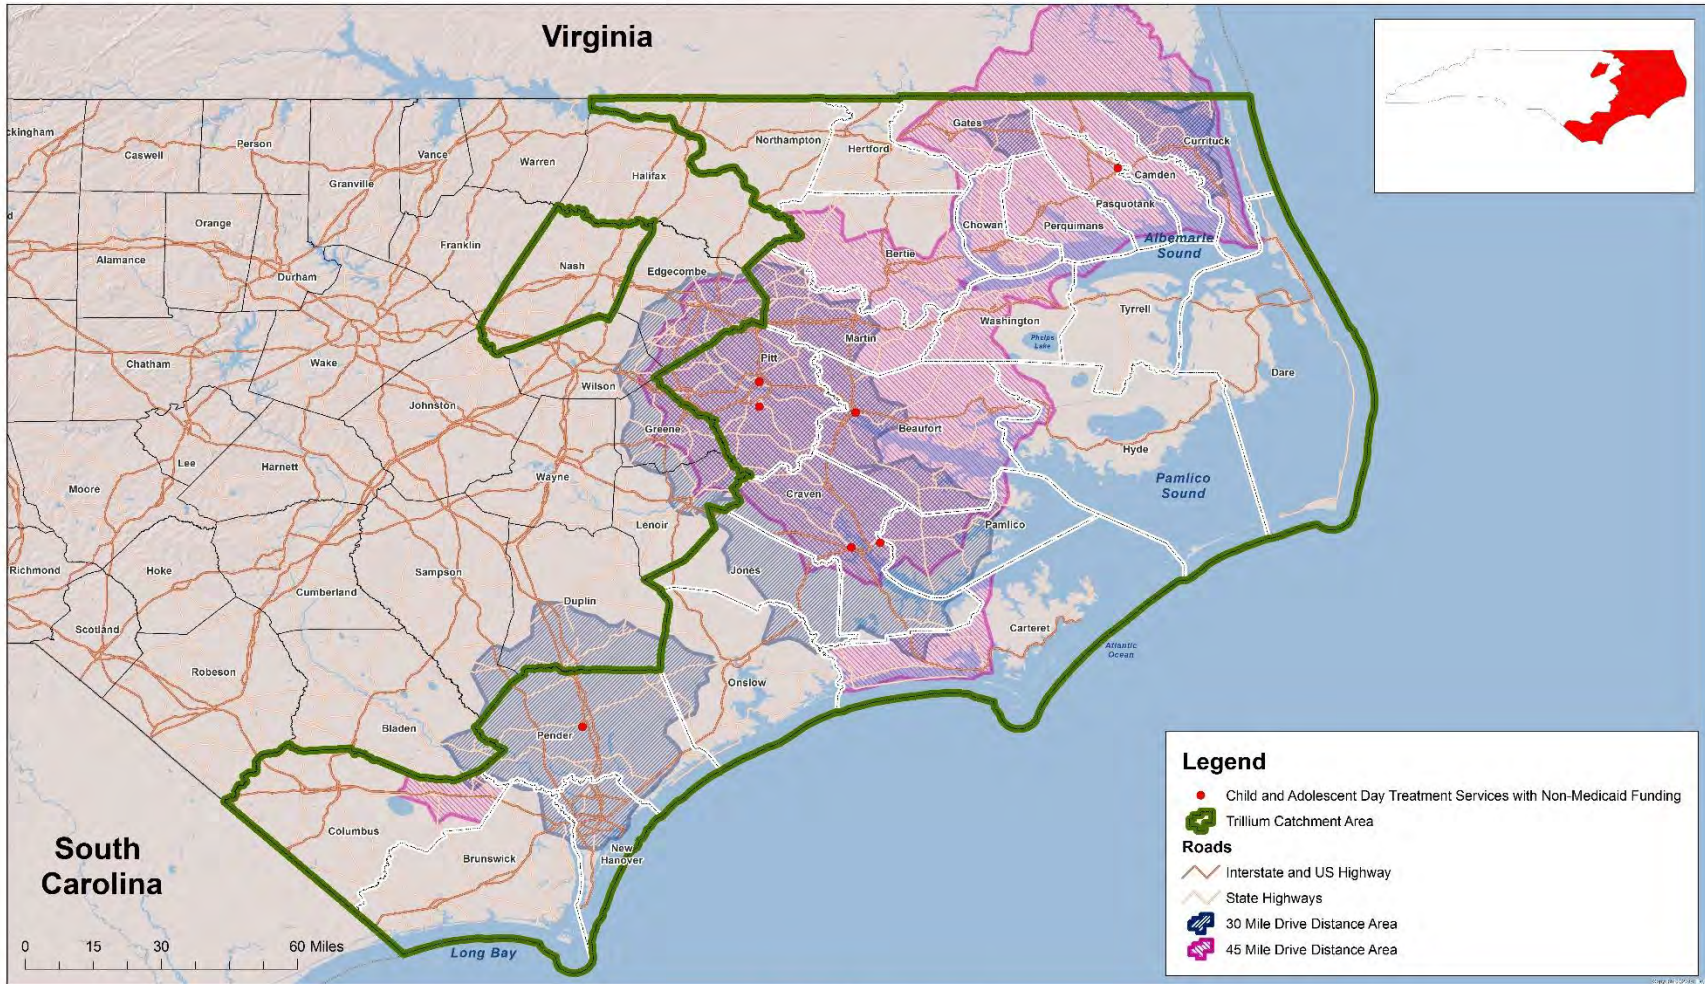 Virginia
ckingham
Caswell
Person
Granville
Vance
Warren
Halifax
Northampton
Hertford
Gates
Currituck
Camden
Pasquotank
Perquimans
Chowan
Bertie
Albemarle
Sound
d
Orange
Alamance
Durham
Franklin
Nash
Edgecombe
Martin
Washington
Tyrrell
Phelps
Lake
Dare
Chatham
Wake
Wilson
Pitt
Johnston
Greene
Beaufort
Hyde
Pamlico
Sound
Lee
Harnett
Moore
Wayne
Craven
Lenoir
Pamlico
Jones
Richmond
Hoke
Cumberland
Sampson
Duplin
Scotland
Carteret
Atlantic
Ocean
Robeson
Onslow
Bladen
Pender
Columbus
Brunswick
New
Hanover
South
Carolina
Long Bay
0 15 30 60 Miles
Legend
Child and Adolescent Day Treatment Services with Non-Medicaid Funding
Trillium Catchment Area
Roads
Interstate and US Highway
State Highways
30 Mile Drive Distance Area
45 Mile Drive Distance Area